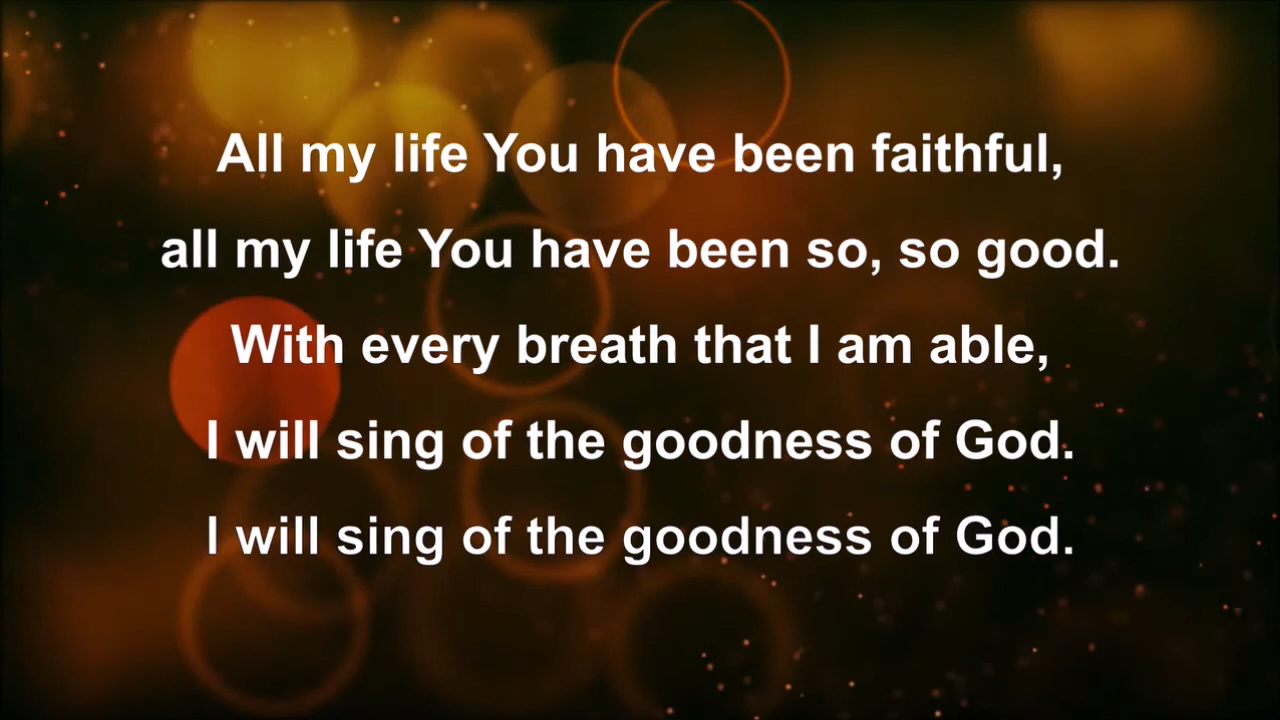 All my life You have been faithful,
all my life You have been so, so good.
With every breath that I am able,
I will sing of the goodness of God.
I will sing of the goodness of God.